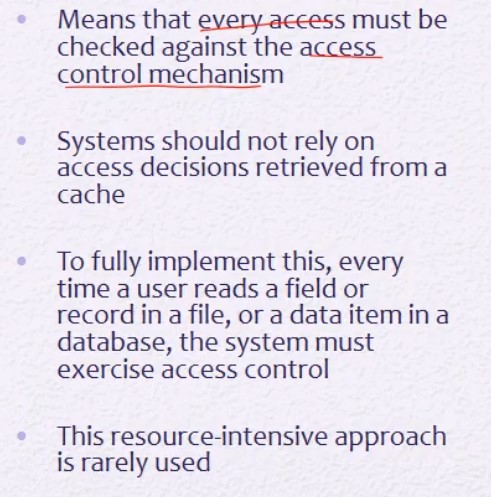 Means that every access must be
checked against the access
control mechanism
Systems should not rely on
access decisions retrieved from a
cache
To fully implement this, every
time a user reads a field or
record in a file, or a data item in a
database, the system must
exercise access control
This resource-intensive approach
is rarely used